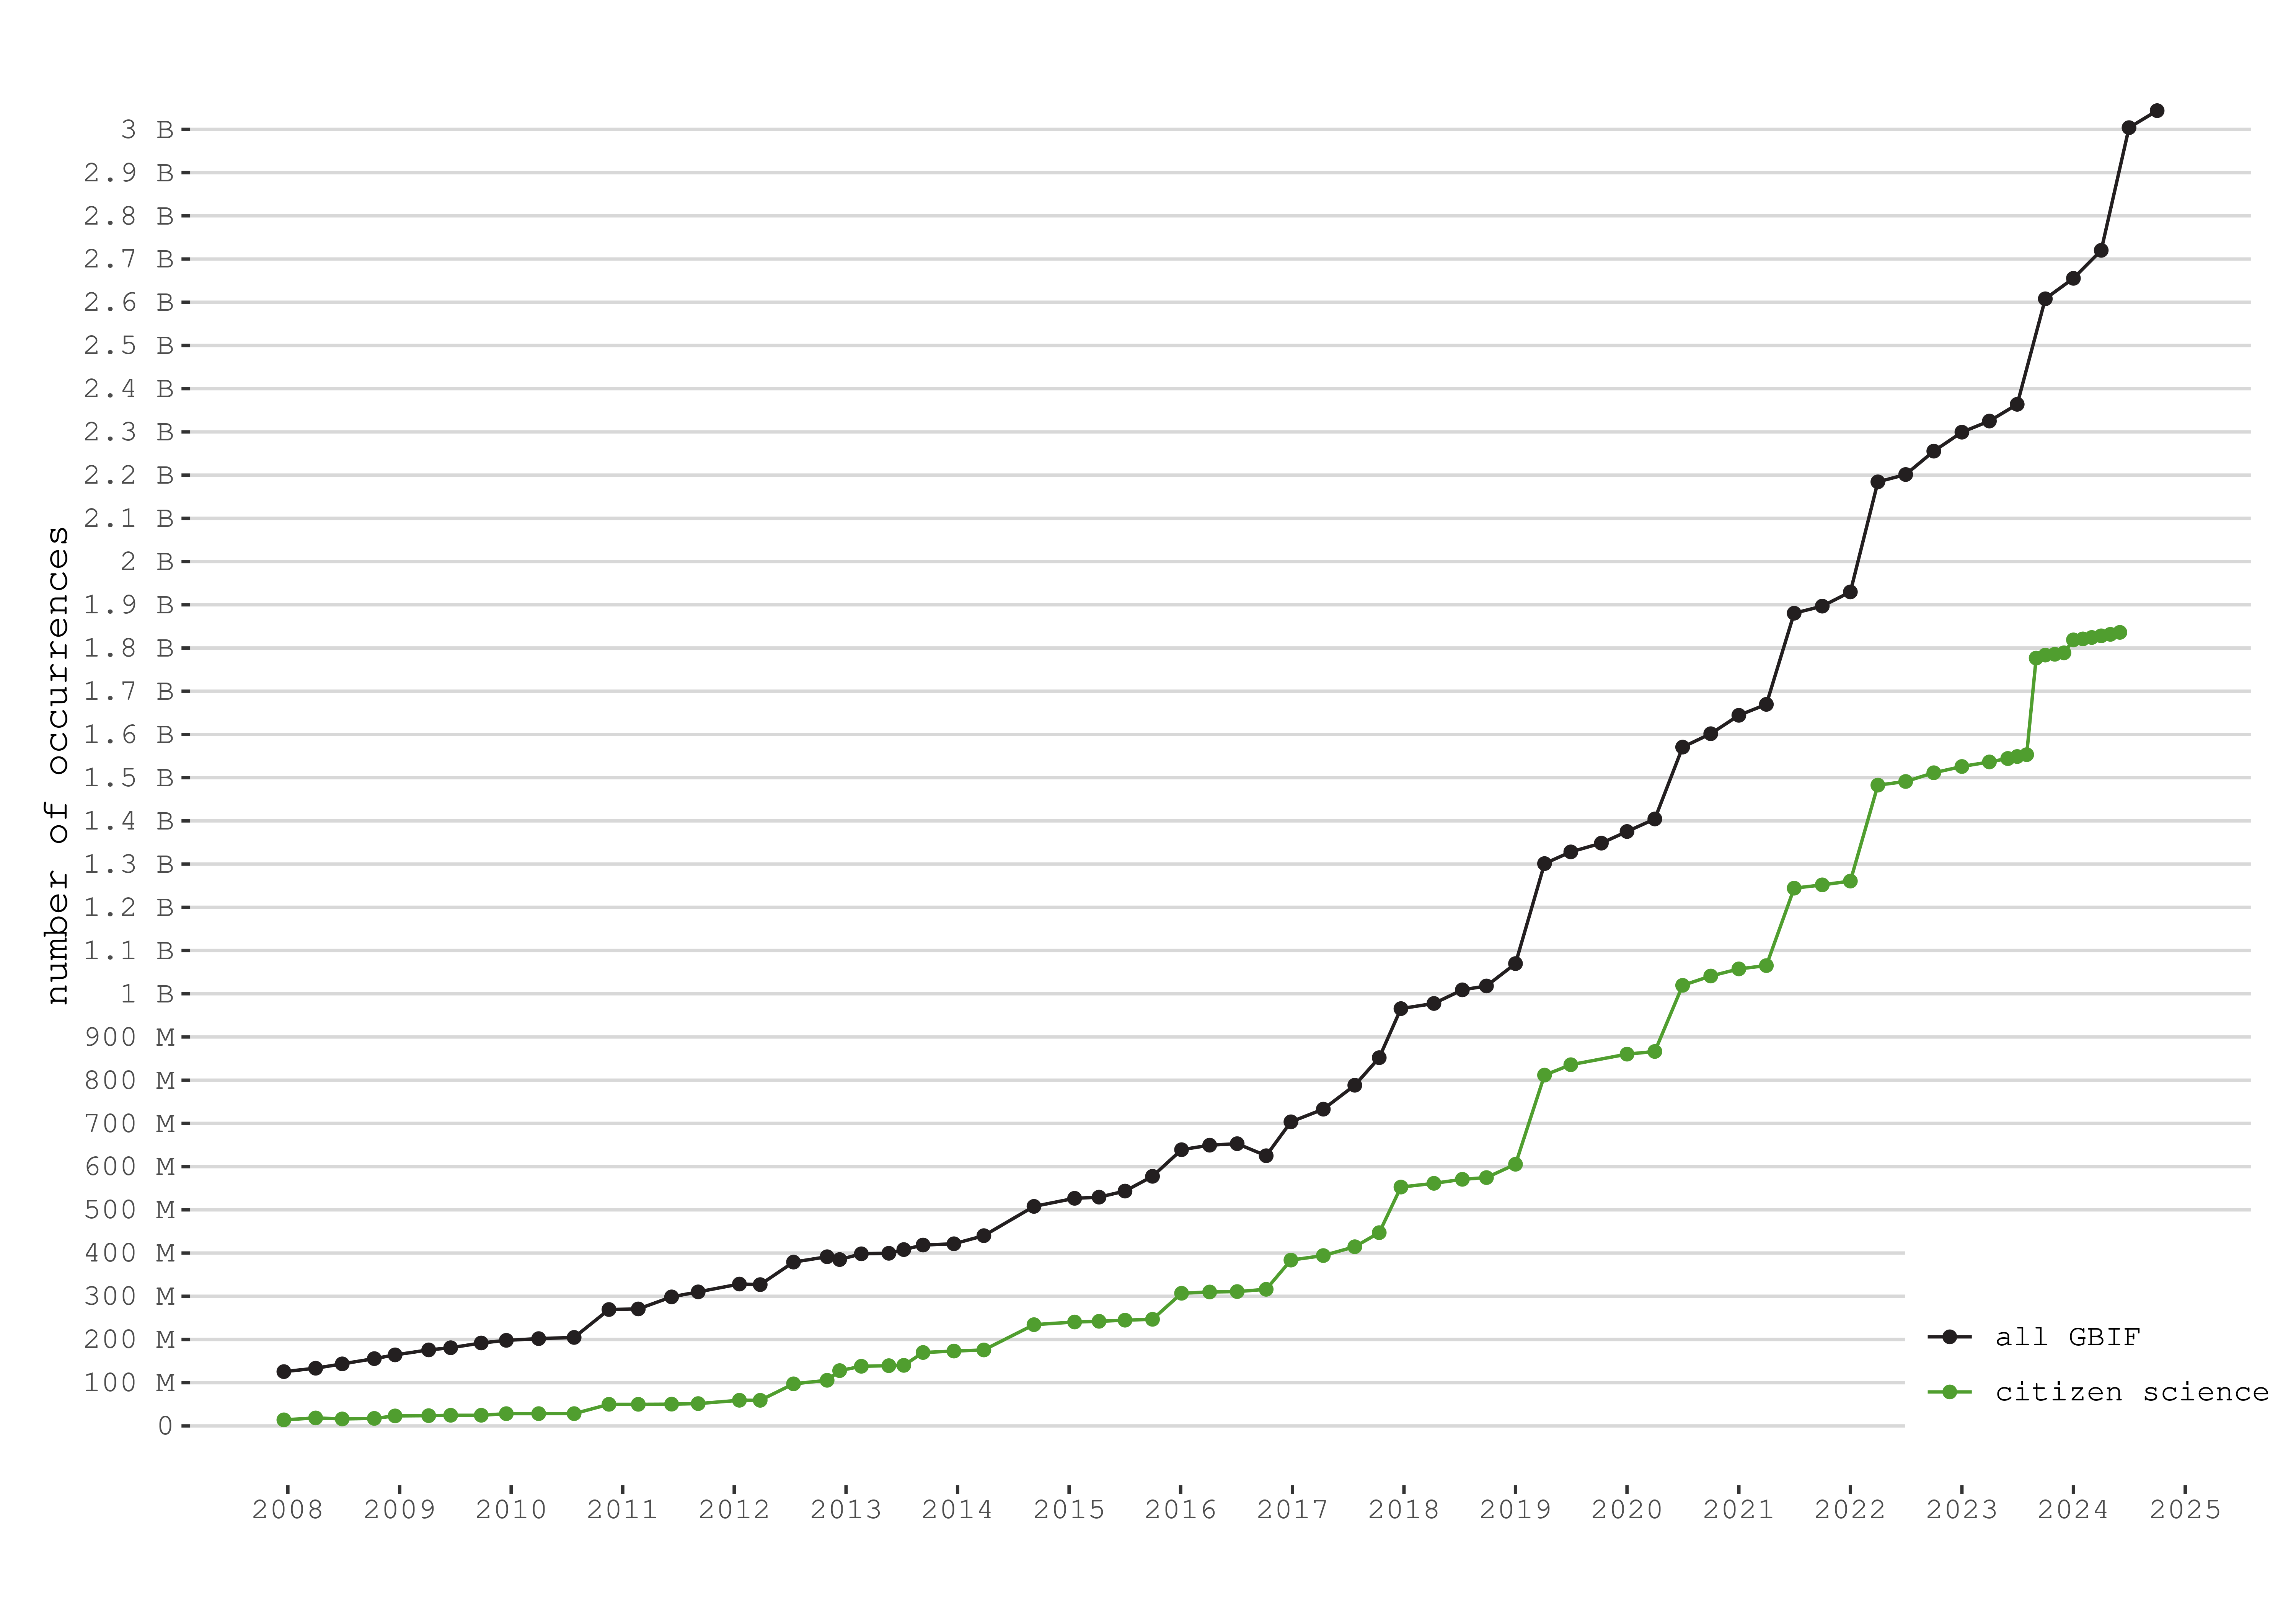 number of occurrences
3 B
2.9 B
2.8 B
2.7 B
2.6 B
2.5 B
2.4 B
2.3 B
2.2 B
2.1 B
2 B
1.9 B
1.8 B
1.7 B
1.6 B
1.5 B
1.4 B
1.3 B
1.2 B
1.1 B
1 B
900 M
800 M
700 M
600 M
500 M
400 M
300 M
200 M
100 M
0
all GBIF
citizen science
2008 2009 2010 2011 2012 2013 2014 2015 2016 2017 2018 2019 2020 2021 2022 2023 2024 2025